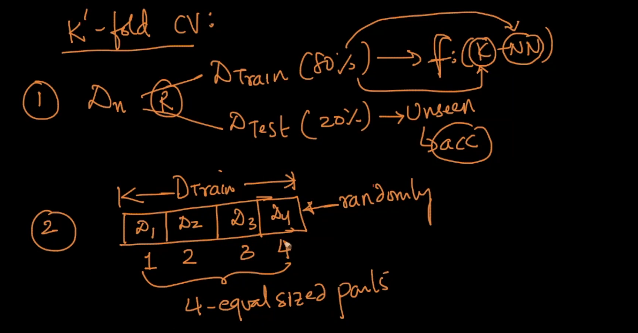 K'-fold CV:
① Dn Ⓡ DTrain (80%) → f: (K-NN)
DTest (20%) → Unseen
↳ acc
② |← DTrain →|
D1 D2 D3 D4 ← randomly
1 2 3 4
4-equal sized parts